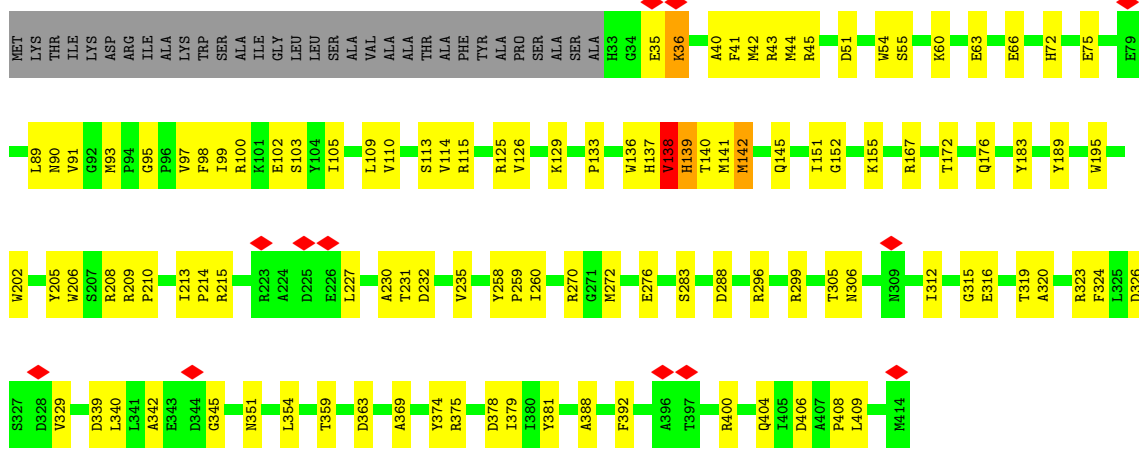 MET LYS THR ILE LYS ASP ARG ILE ALA LYS TRP SER ALA ILE GLY LEU LEU SER ALA VAL ALA ALA THR ALA PHE TYR ALA PRO SER ALA SER ALA H33 G34 E35 K36 A40 F41 M42 R43 M44 R45 D51 W54 S55 K60 E63 E66 H72 E75 E79
L89 N90 V91 G92 M93 P94 G95 P96 V97 F98 I99 R100 K101 E102 S103 Y104 I105 L109 V110 S113 V114 R115 R125 V126 K129 P133 W136 H137 V138 H139 T140 M141 M142 Q145 I151 G152 K155 R167 T172 Q176 Y183 Y189 W195
W202 Y205 W206 S207 R208 R209 P210 I213 P214 R215 R223 A224 D225 E226 L227 A230 T231 D232 V235 Y258 P259 I260 R270 G271 M272 E276 S283 D288 R296 R299 T305 N306 N309 I312 G315 E316 T319 A320 R323 F324 L325 D326
S327 D328 V329 D339 L340 L341 A342 E343 D344 G345 N351 L354 T359 D363 A369 Y374 R375 D378 I379 I380 Y381 A388 F392 A396 T397 R400 Q404 I405 D406 A407 P408 L409 M414